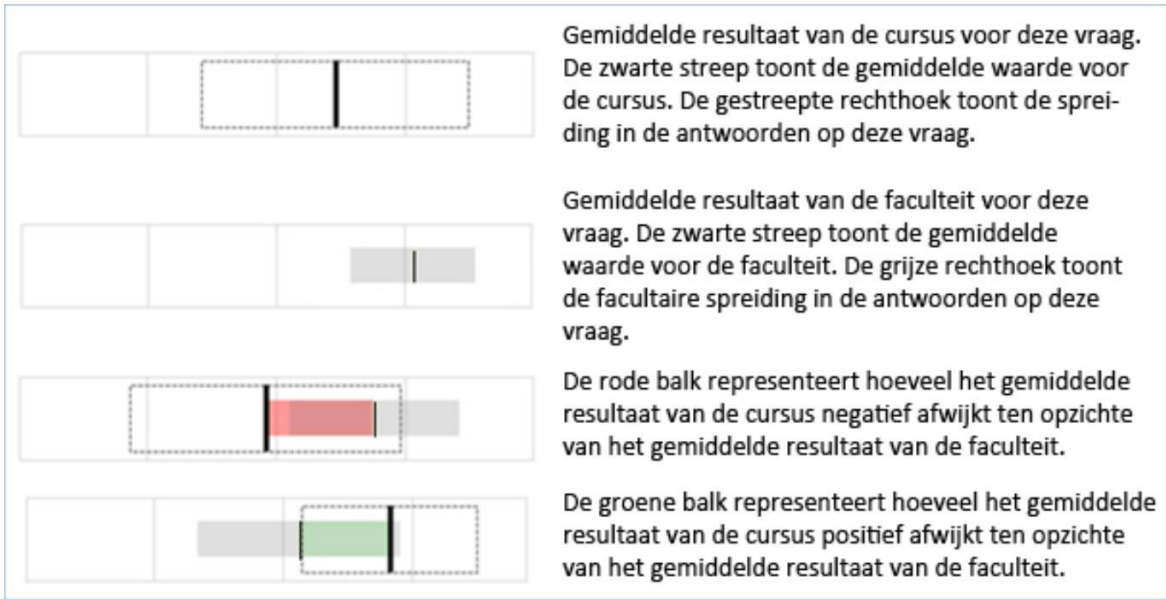 Gemiddelde resultaat van de cursus voor deze vraag.
De zwarte streep toont de gemiddelde waarde voor
de cursus. De gestreepte rechthoek toont de sprei-
ding in de antwoorden op deze vraag.
Gemiddelde resultaat van de faculteit voor deze
vraag. De zwarte streep toont de gemiddelde
waarde voor de faculteit. De grijze rechthoek toont
de facultaire spreiding in de antwoorden op deze
vraag.
De rode balk representeert hoeveel het gemiddelde
resultaat van de cursus negatief afwijkt ten opzichte
van het gemiddelde resultaat van de faculteit.
De groene balk representeert hoeveel het gemiddelde
resultaat van de cursus positief afwijkt ten opzichte
van het gemiddelde resultaat van de faculteit.